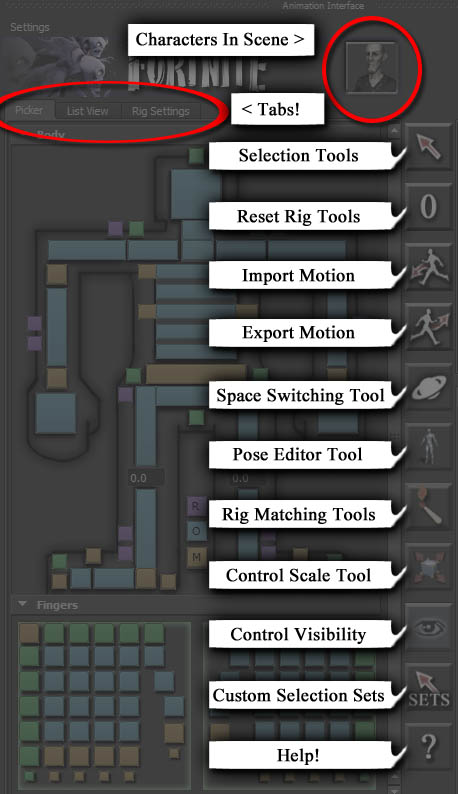 Animation Interface
Settings
Characters In Scene >
FORTNITE
< Tabs!
Picker
List View
Rig Settings
Body
Selection Tools
Reset Rig Tools
0
Import Motion
Export Motion
Space Switching Tool
Pose Editor Tool
0.0
0.0
Rig Matching Tools
R
O
M
Control Scale Tool
Fingers
Control Visibility
Custom Selection Sets
SETS
Help!
?